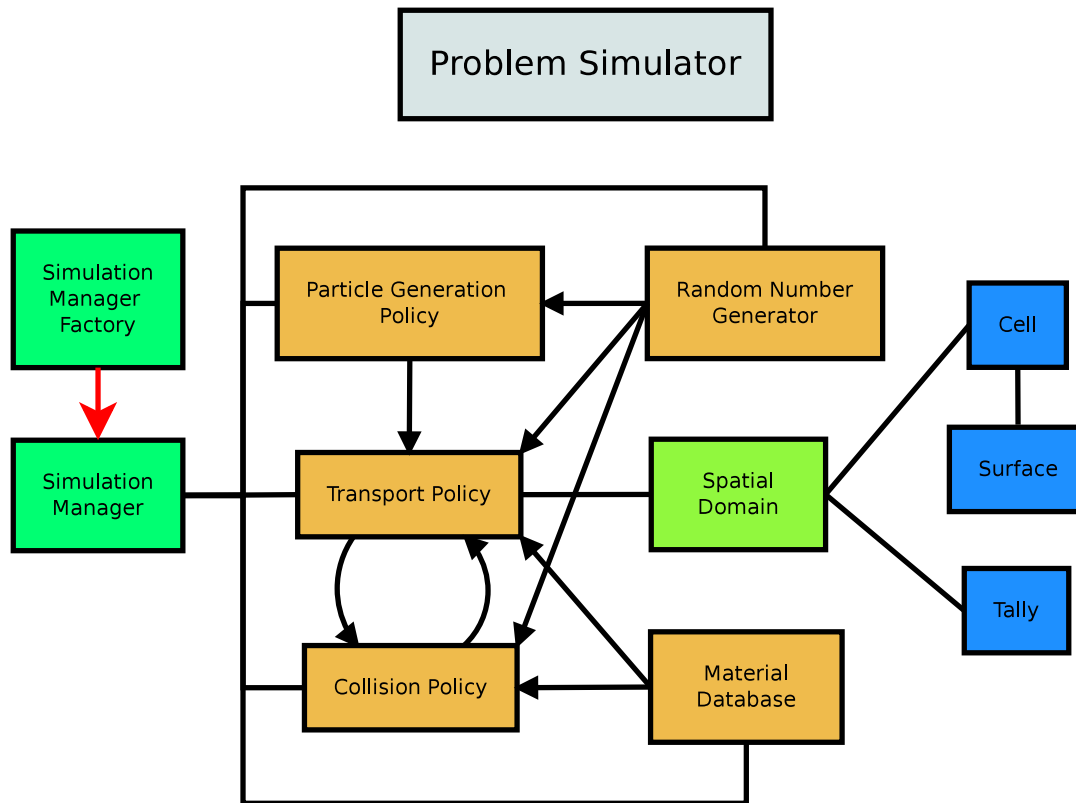 Problem Simulator
Simulation
Manager
Factory
Particle Generation
Policy
Random Number
Generator
Cell
Simulation
Manager
Transport Policy
Spatial
Domain
Surface
Tally
Collision Policy
Material
Database